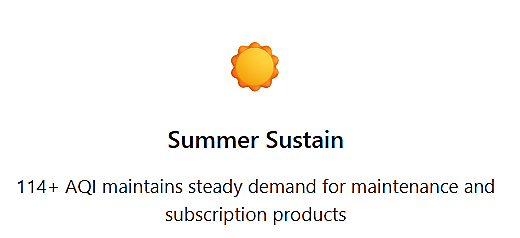 Summer Sustain
114+ AQI maintains steady demand for maintenance and
subscription products